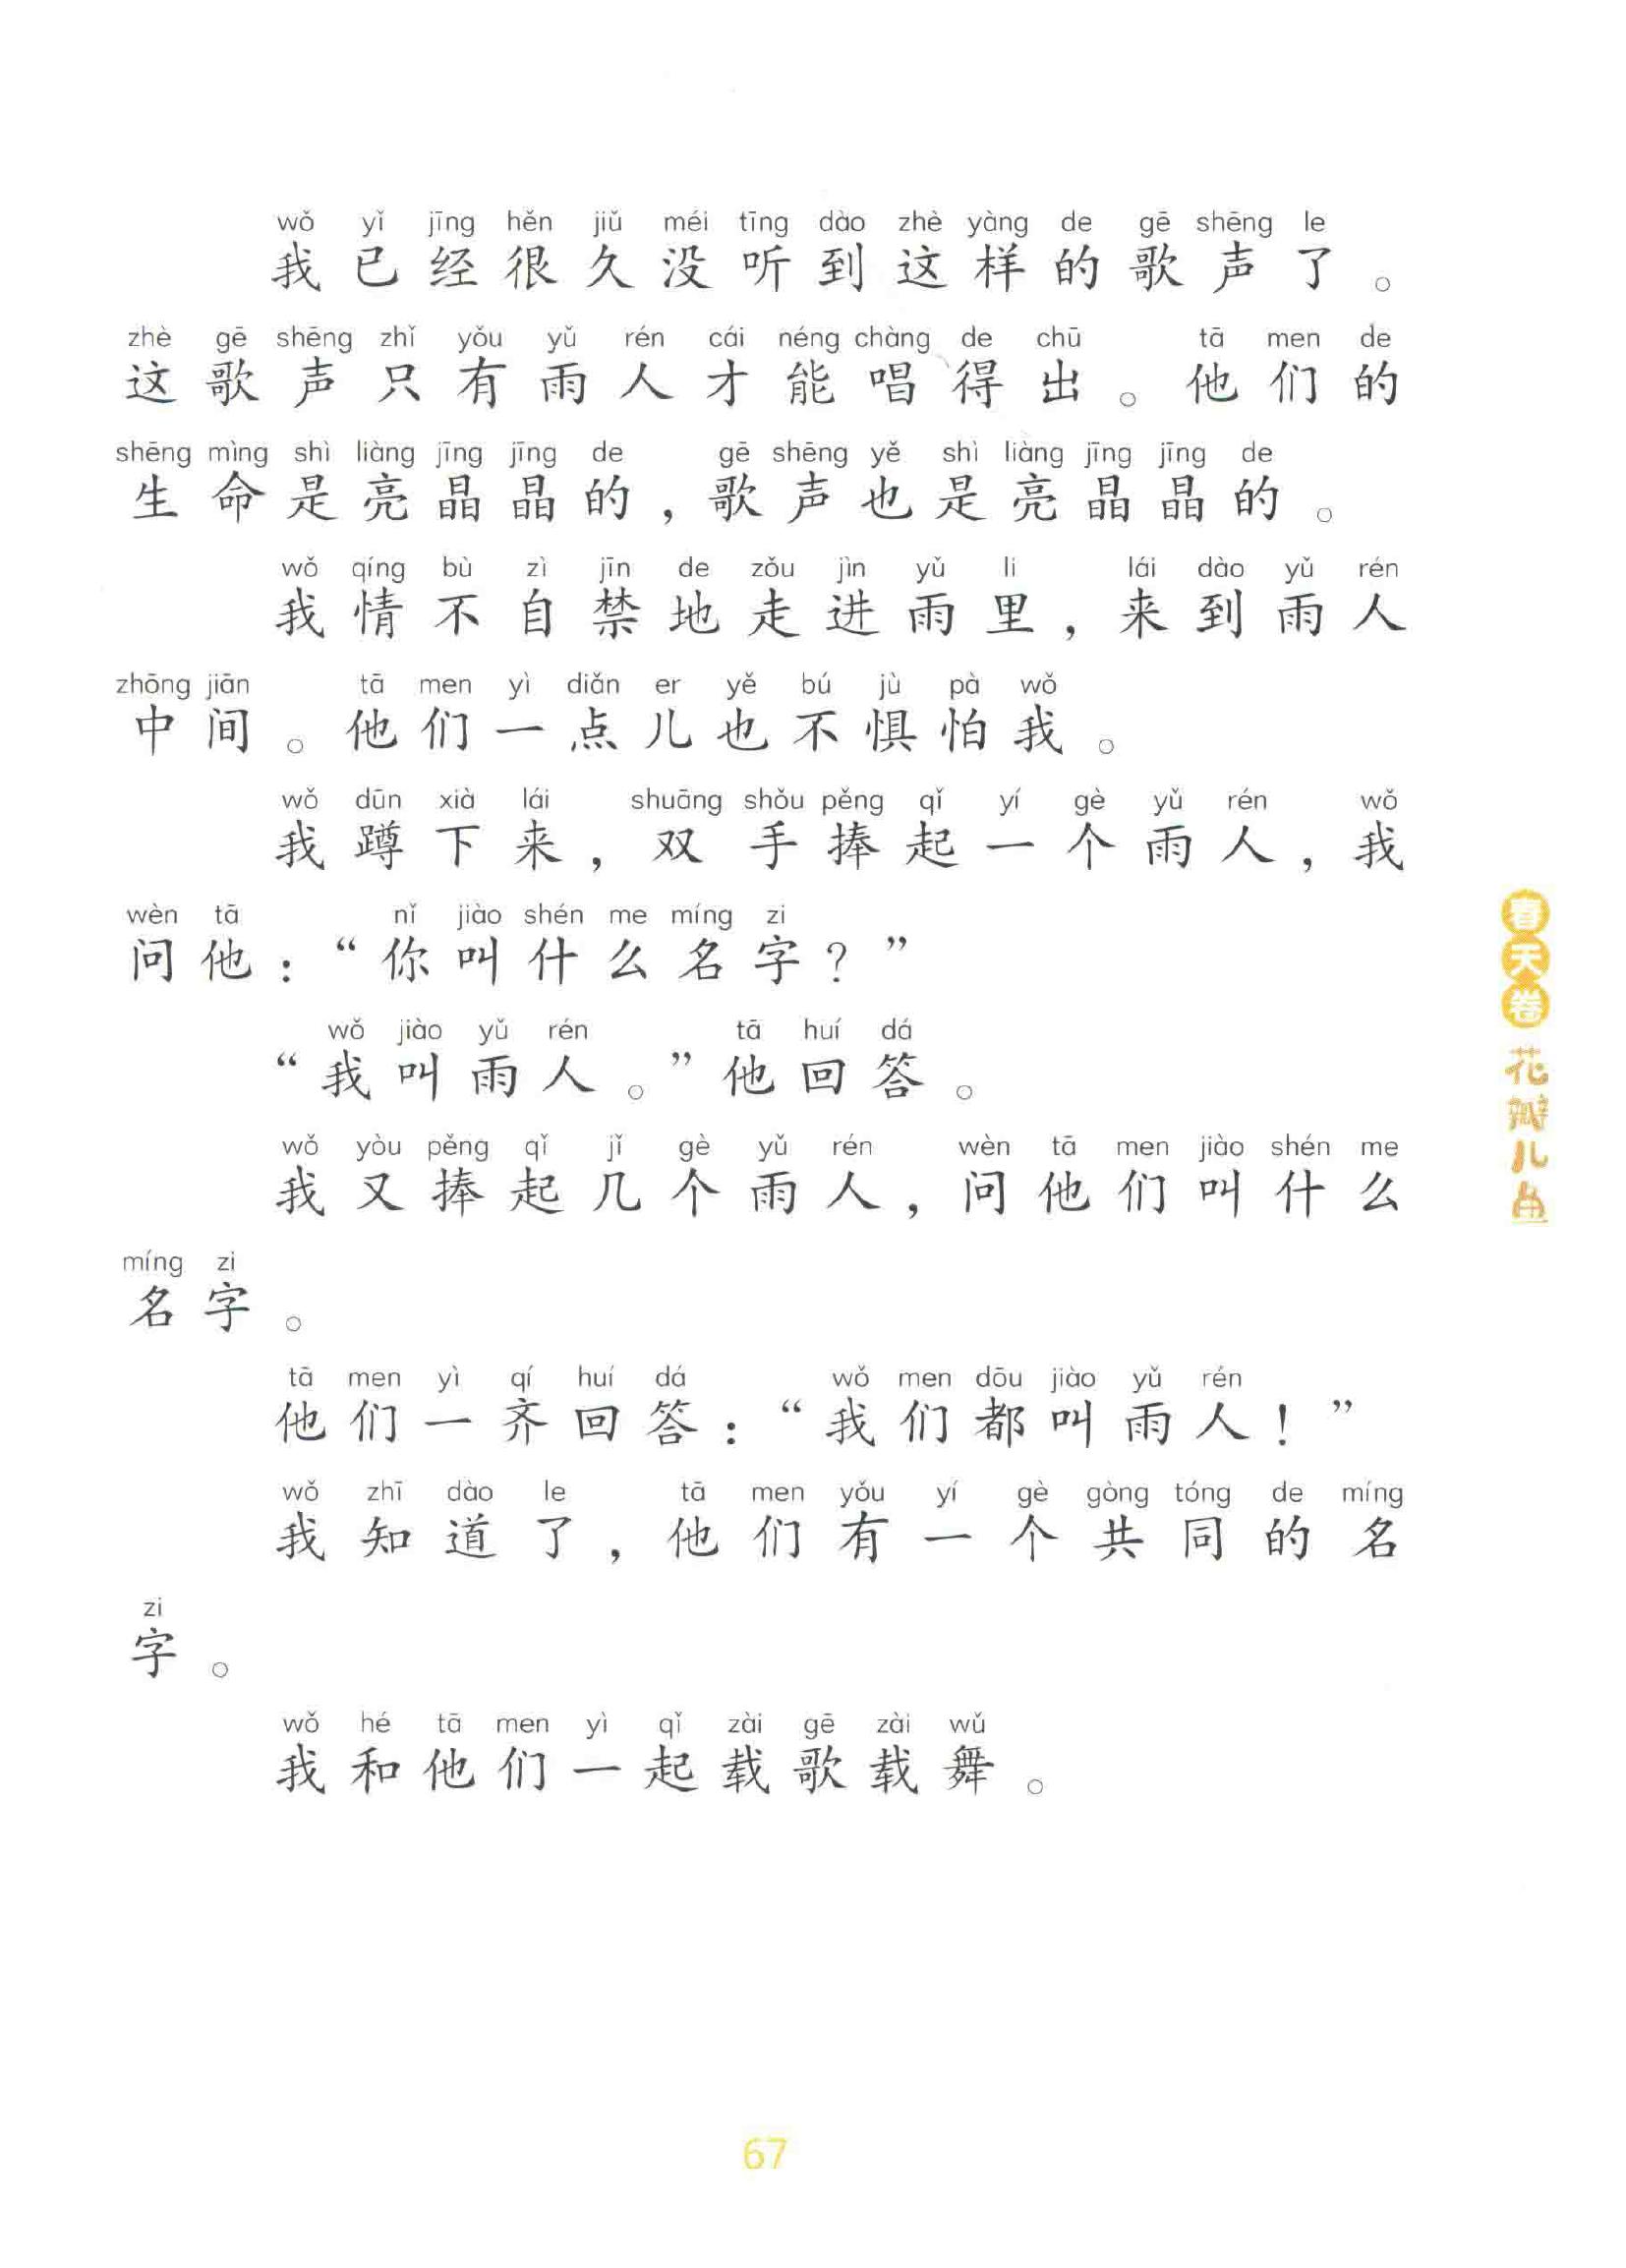 wǒ yǐ jīng hěn jiǔ méi tīng dào zhè yàng de gē shēng le
我已经很久没听到这样的歌声了。
zhè gē shēng zhǐ yǒu yǔ rén cái néng chàng de chū tā men de
这歌声只有雨人才能唱得出。他们的
shēng mìng shì liàng jīng jīng de gē shēng yě shì liàng jīng jīng de
生命是亮晶晶的，歌声也是亮晶晶的。
wǒ qíng bù zì jīn de zǒu jìn yǔ li lái dào yǔ rén
我情不自禁地走进雨里，来到雨人
zhōng jiān tā men yì diǎn er yě bú jù pà wǒ
中间。他们一点儿也不惧怕我。
wǒ dūn xià lái shuāng shǒu pěng qǐ yí gè yǔ rén wǒ
我蹲下来，双手捧起一个雨人，我
wèn tā nǐ jiào shén me míng zi
问他：“你叫什么名字？”
wǒ jiào yǔ rén tā huí dá
“我叫雨人。”他回答。
wǒ yòu pěng qǐ jǐ gè yǔ rén wèn tā men jiào shén me
我又捧起几个雨人，问他们叫什么
míng zi
名字。
tā men yì qí huí dá wǒ men dōu jiào yǔ rén
他们一齐回答：“我们都叫雨人！”
wǒ zhī dào le tā men yǒu yí gè gòng tóng de míng
我知道了，他们有一个共同的名
zi
字。
wǒ hé tā men yì qǐ zài gē zài wǔ
我和他们一起载歌载舞。
春天卷 花瓣儿鱼
67